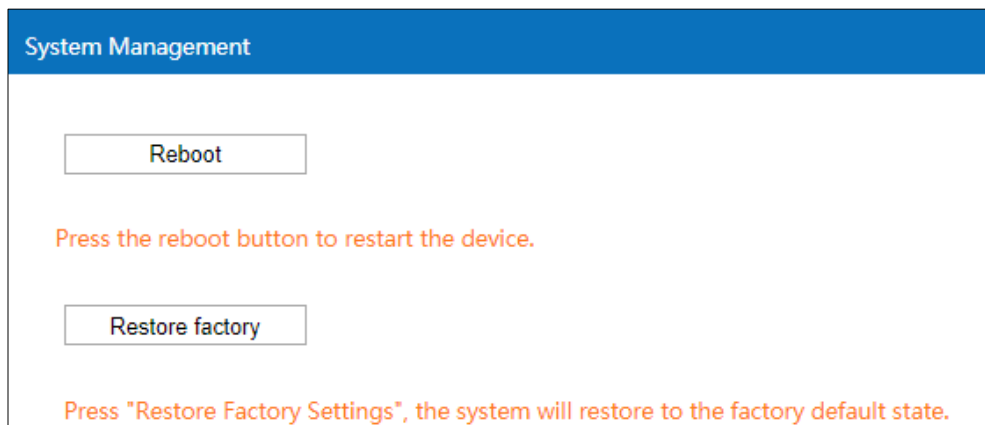 System Management
Reboot
Press the reboot button to restart the device.
Restore factory
Press "Restore Factory Settings", the system will restore to the factory default state.